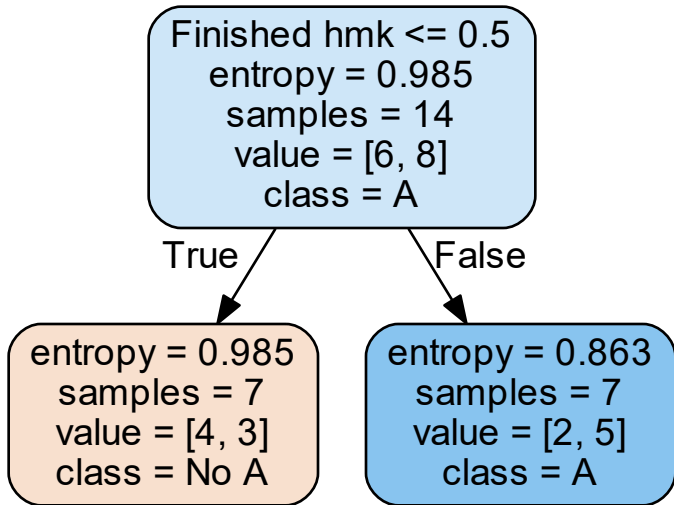 Finished hmk <= 0.5
entropy = 0.985
samples = 14
value = [6, 8]
class = A
True
False
entropy = 0.985
samples = 7
value = [4, 3]
class = No A
entropy = 0.863
samples = 7
value = [2, 5]
class = A